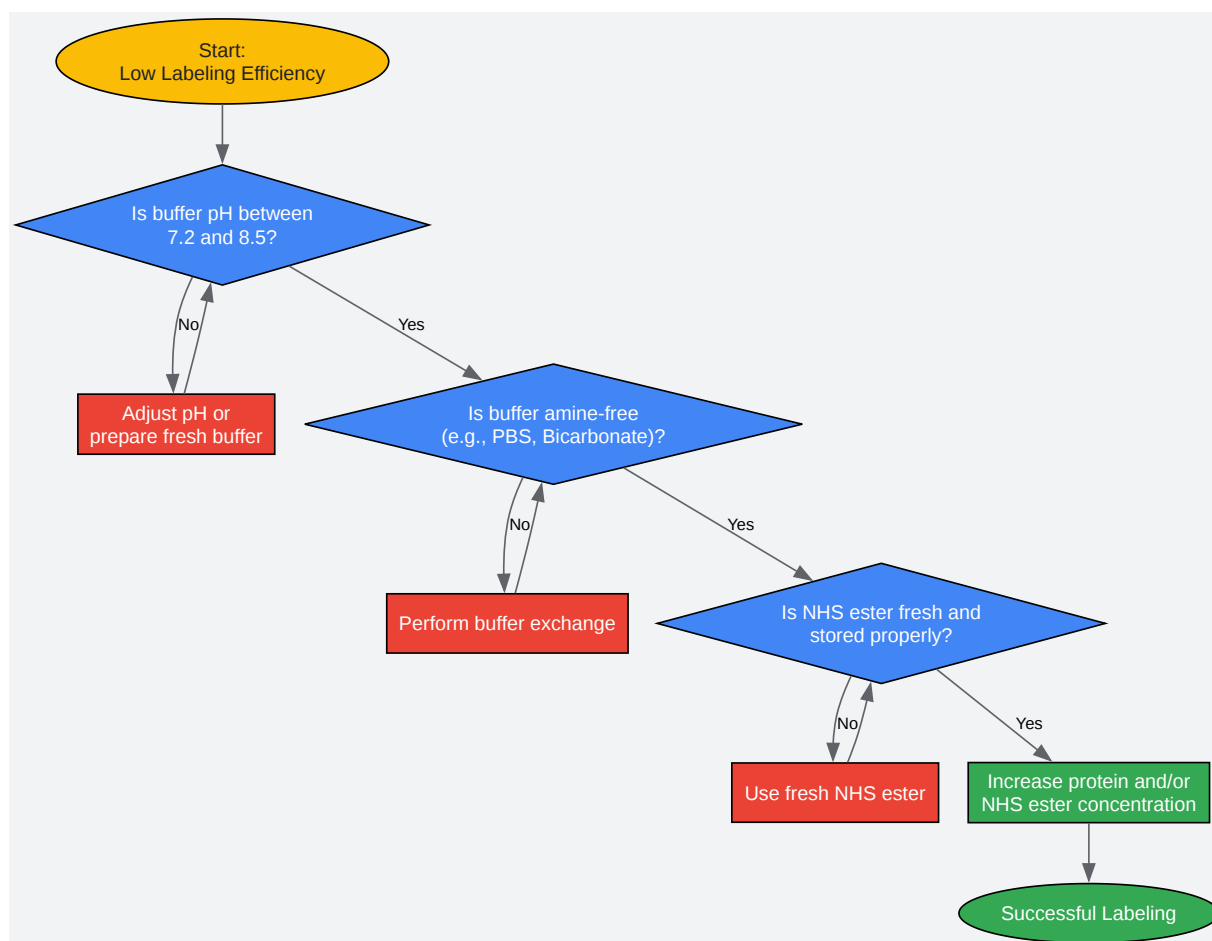 Start:
Low Labeling Efficiency
Is buffer pH between
7.2 and 8.5?
No
Yes
Adjust pH or
prepare fresh buffer
Is buffer amine-free
(e.g., PBS, Bicarbonate)?
No
Yes
Perform buffer exchange
Is NHS ester fresh and
stored properly?
No
Yes
Use fresh NHS ester
Increase protein and/or
NHS ester concentration
Successful Labeling